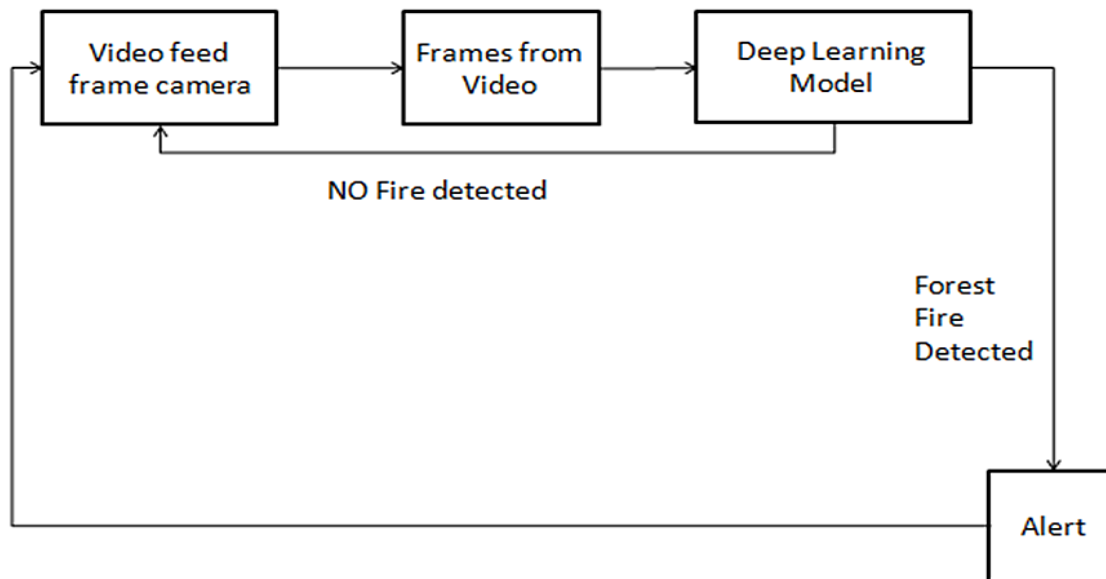 Video feed
frame camera
Frames from
Video
Deep Learning
Model
NO Fire detected
Forest
Fire
Detected
Alert